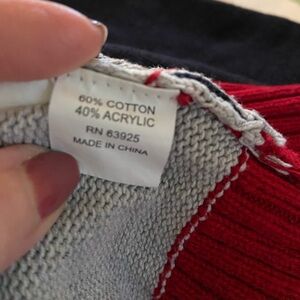 60% COTTON
40% ACRYLIC
RN 63925
MADE IN CHINA